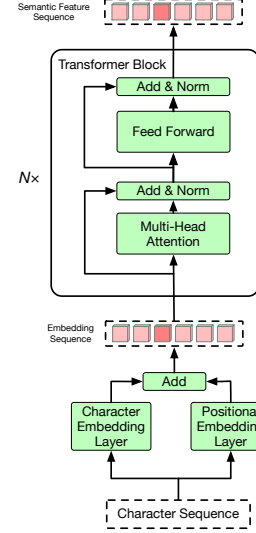 Semantic Feature
Sequence
Transformer Block
Add & Norm
Feed Forward
N×
Add & Norm
Multi-Head
Attention
Embedding
Sequence
Add
Character
Embedding
Layer
Positiona
Embeddin
Layer
Character Sequence